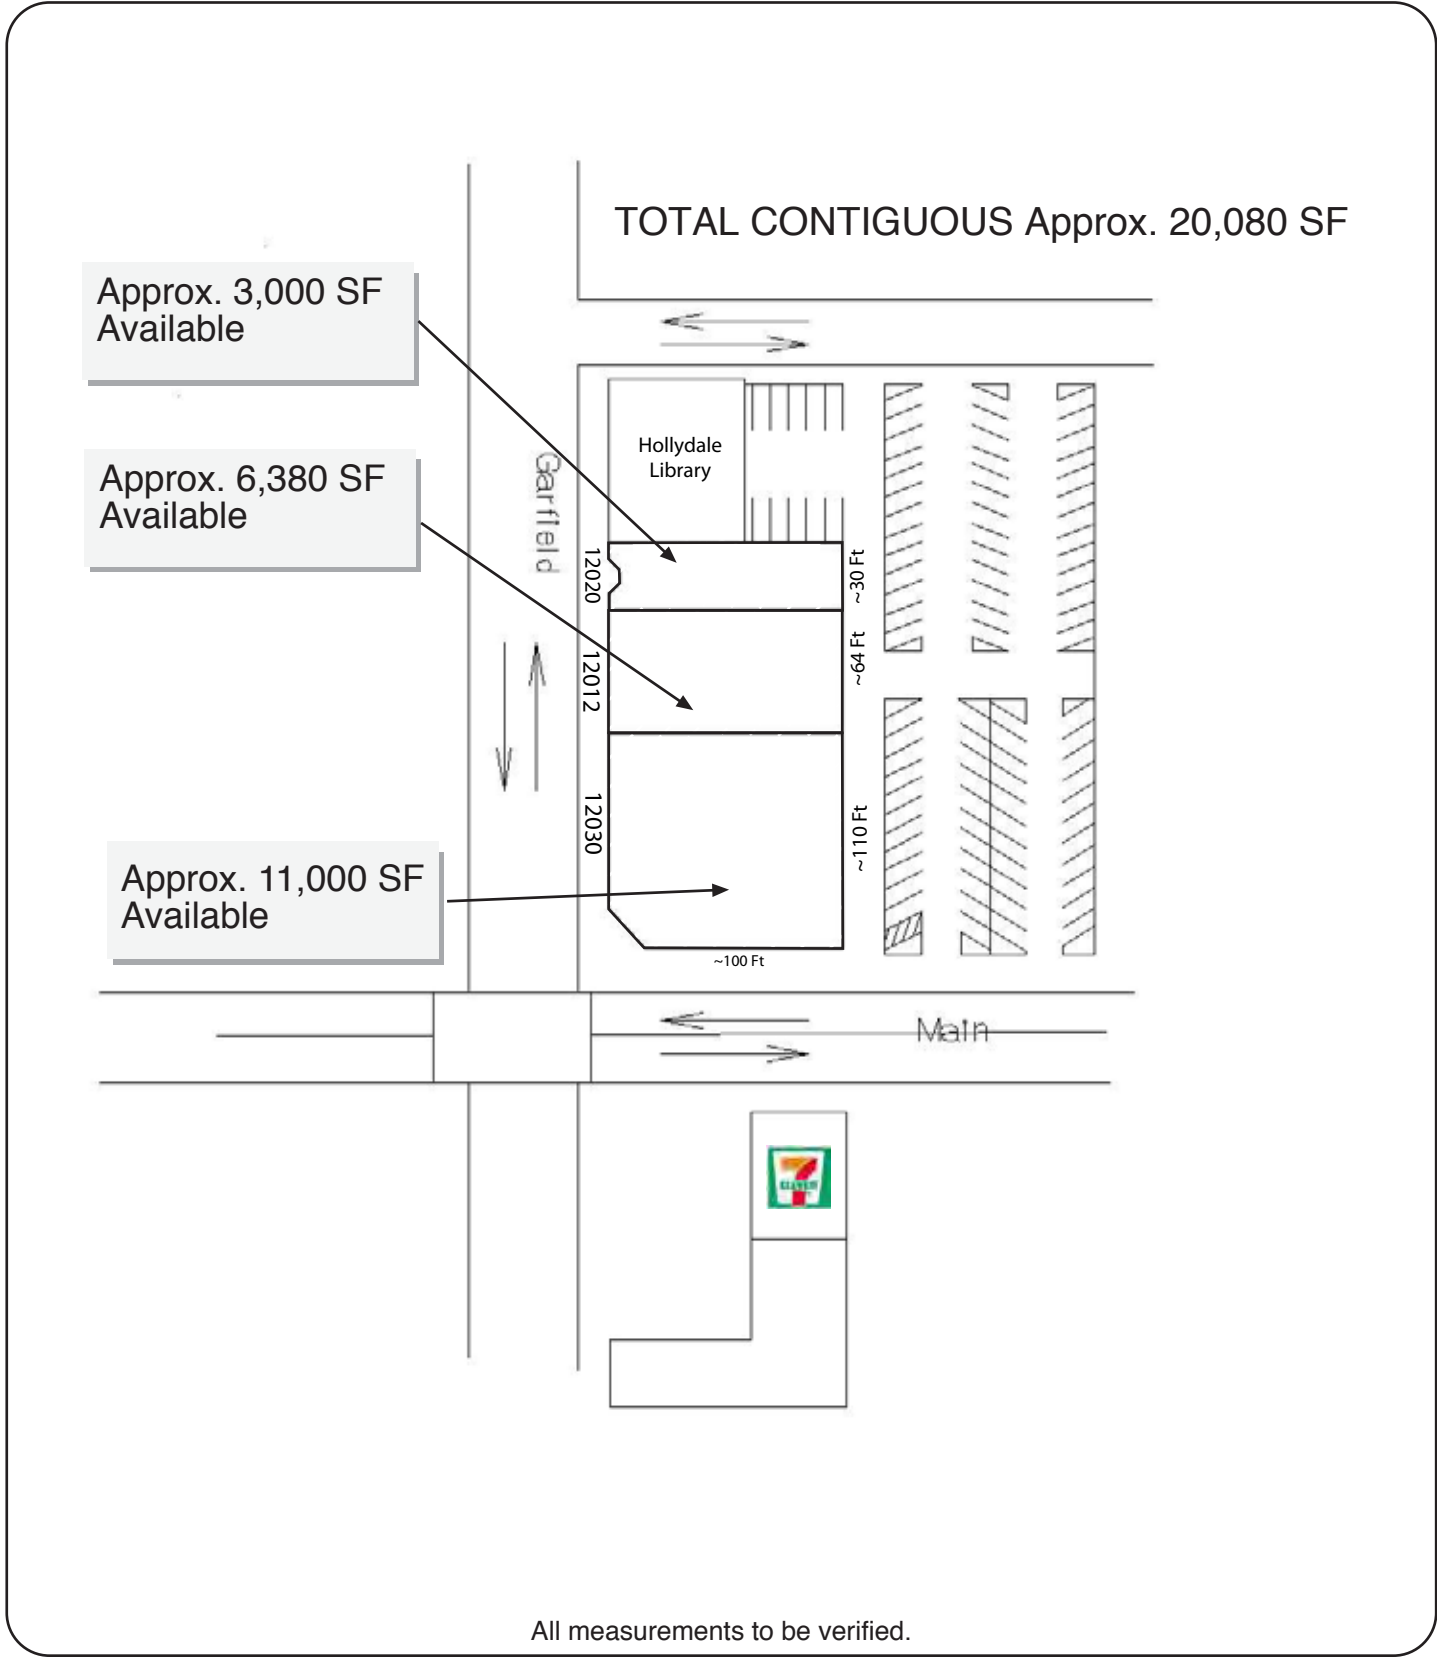 TOTAL CONTIGUOUS Approx. 20,080 SF
Approx. 3,000 SF
Available
Hollydale
Library
Approx. 6,380 SF
Available
Garfield
12020
~30 Ft
12012
~64 Ft
12030
~110 Ft
Approx. 11,000 SF
Available
~100 Ft
Main
7
ELEVEN
All measurements to be verified.